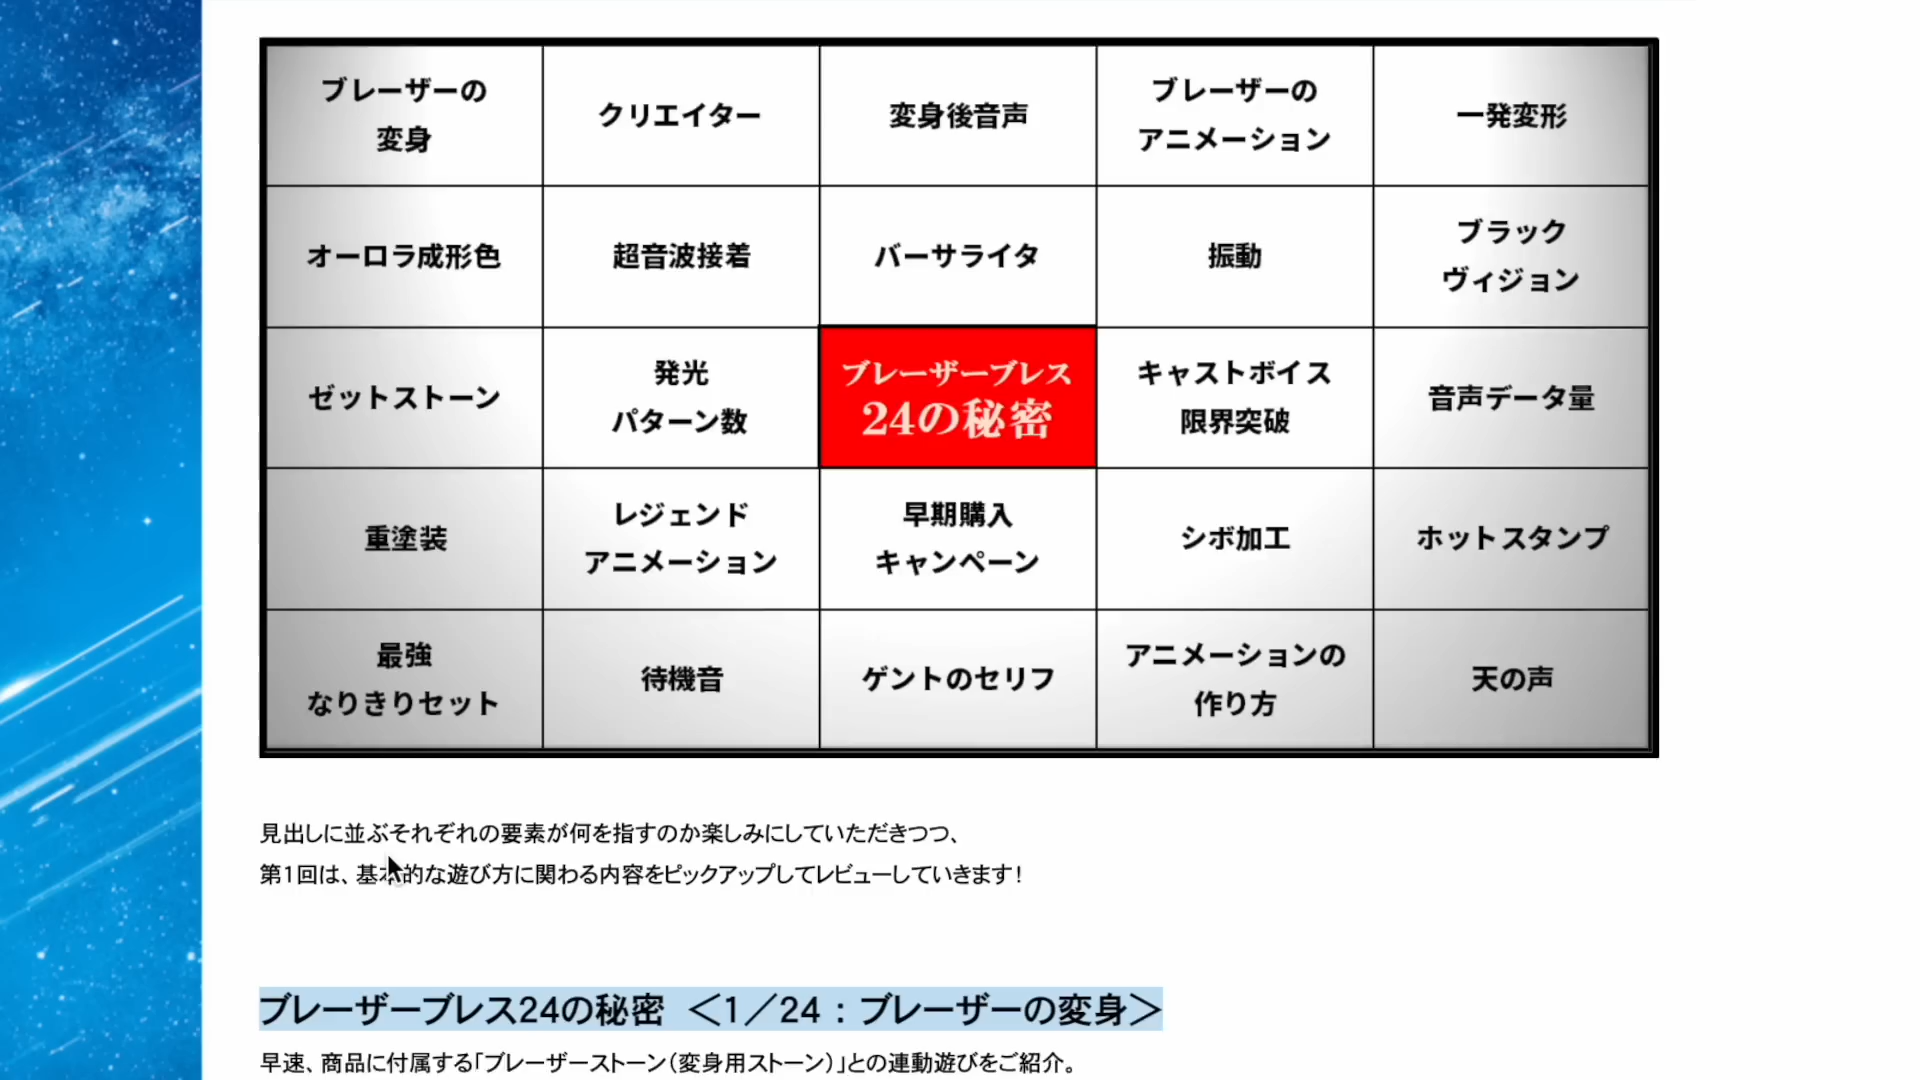 ブレーザーの
変身
クリエイター
変身後音声
ブレーザーの
アニメーション
一発変形
オーロラ成形色
超音波接着
バーサライタ
振動
ブラック
ヴィジョン
ゼットストーン
発光
パターン数
ブレーザーブレス
24の秘密
キャストボイス
限界突破
音声データ量
重塗装
レジェンド
アニメーション
早期購入
キャンペーン
シボ加工
ホットスタンプ
最強
なりきりセット
待機音
ゲントのセリフ
アニメーションの
作り方
天の声
見出しに並ぶそれぞれの要素が何を指すのか楽しみにしていただきつつ、
第1回は、基本的な遊び方に関わる内容をピックアップしてレビューしていきます！
ブレーザーブレス24の秘密 ＜1／24：ブレーザーの変身＞
早速、商品に付属する「ブレーザーストーン（変身用ストーン）」との連動遊びをご紹介。